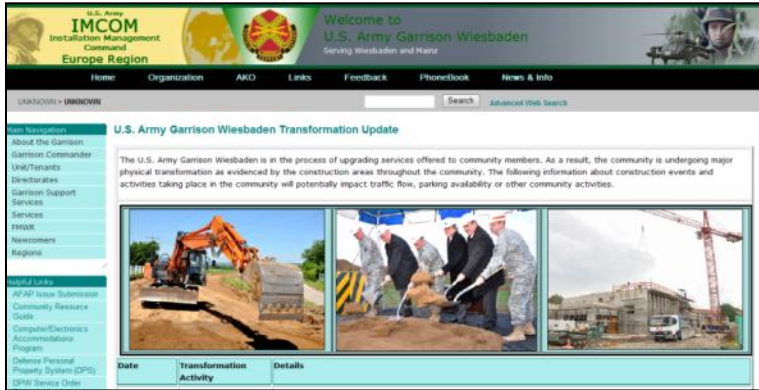 U.S. Army
IMCOM
Installation Management
Command
Europe Region
Welcome to
U.S. Army Garrison Wiesbaden
Serving Wiesbaden and Mainz
Home Organization AKO Links Feedback PhoneBook News & Info
UNKNOWN > UNKNOWN
Search Advanced Web Search
Main Navigation
About the Garrison
Garrison Commander
Unit/Tenants
Directorates
Garrison Support
Services
Services
FMWR
Newcomers
Regions
Helpful Links
AFAP Issue Submission
Community Resource
Guide
Computer/Electronics
Accommodations
Program
Defense Personal
Property System (DPS)
DPW Service Order
U.S. Army Garrison Wiesbaden Transformation Update
The U.S. Army Garrison Wiesbaden is in the process of upgrading services offered to community members. As a result, the community is undergoing major
physical transformation as evidenced by the construction areas throughout the community. The following information about construction events and
activities taking place in the community will potentially impact traffic flow, parking availability or other community activities.
Date Transformation Details
Activity